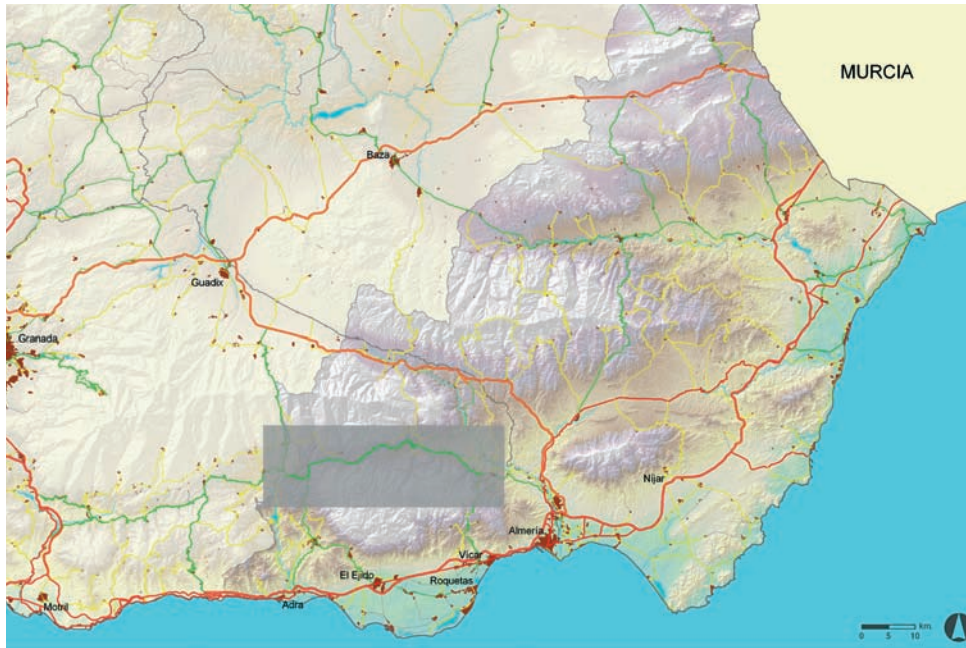 MURCIA
Baza
Guadix
Granada
Níjar
Almería
Vícar
El Ejido
Roquetas
Adra
Motril
km.
0 5 10